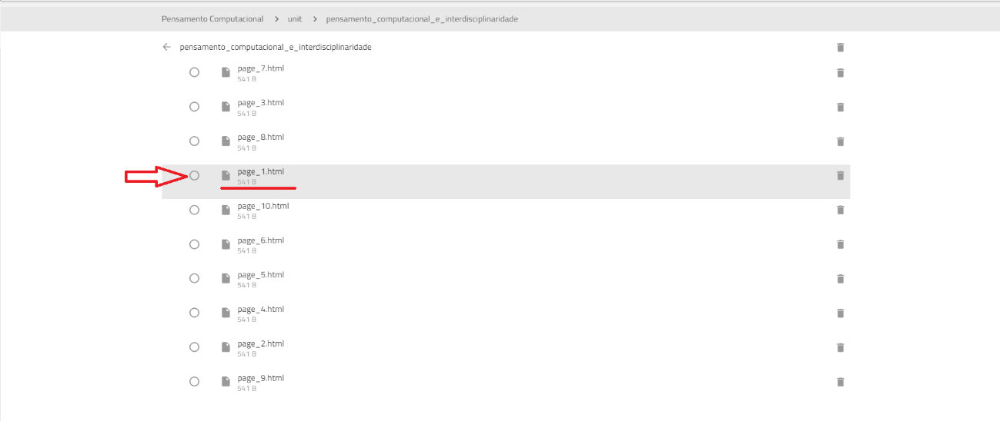 Pensamento Computacional > unit > pensamento_computacional_e_interdisciplinaridade
pensamento_computacional_e_interdisciplinaridade
page_7.html
541 B
page_3.html
541 B
page_8.html
541 B
page_1.html
541 B
page_10.html
541 B
page_6.html
541 B
page_5.html
541 B
page_4.html
541 B
page_2.html
541 B
page_9.html
541 B